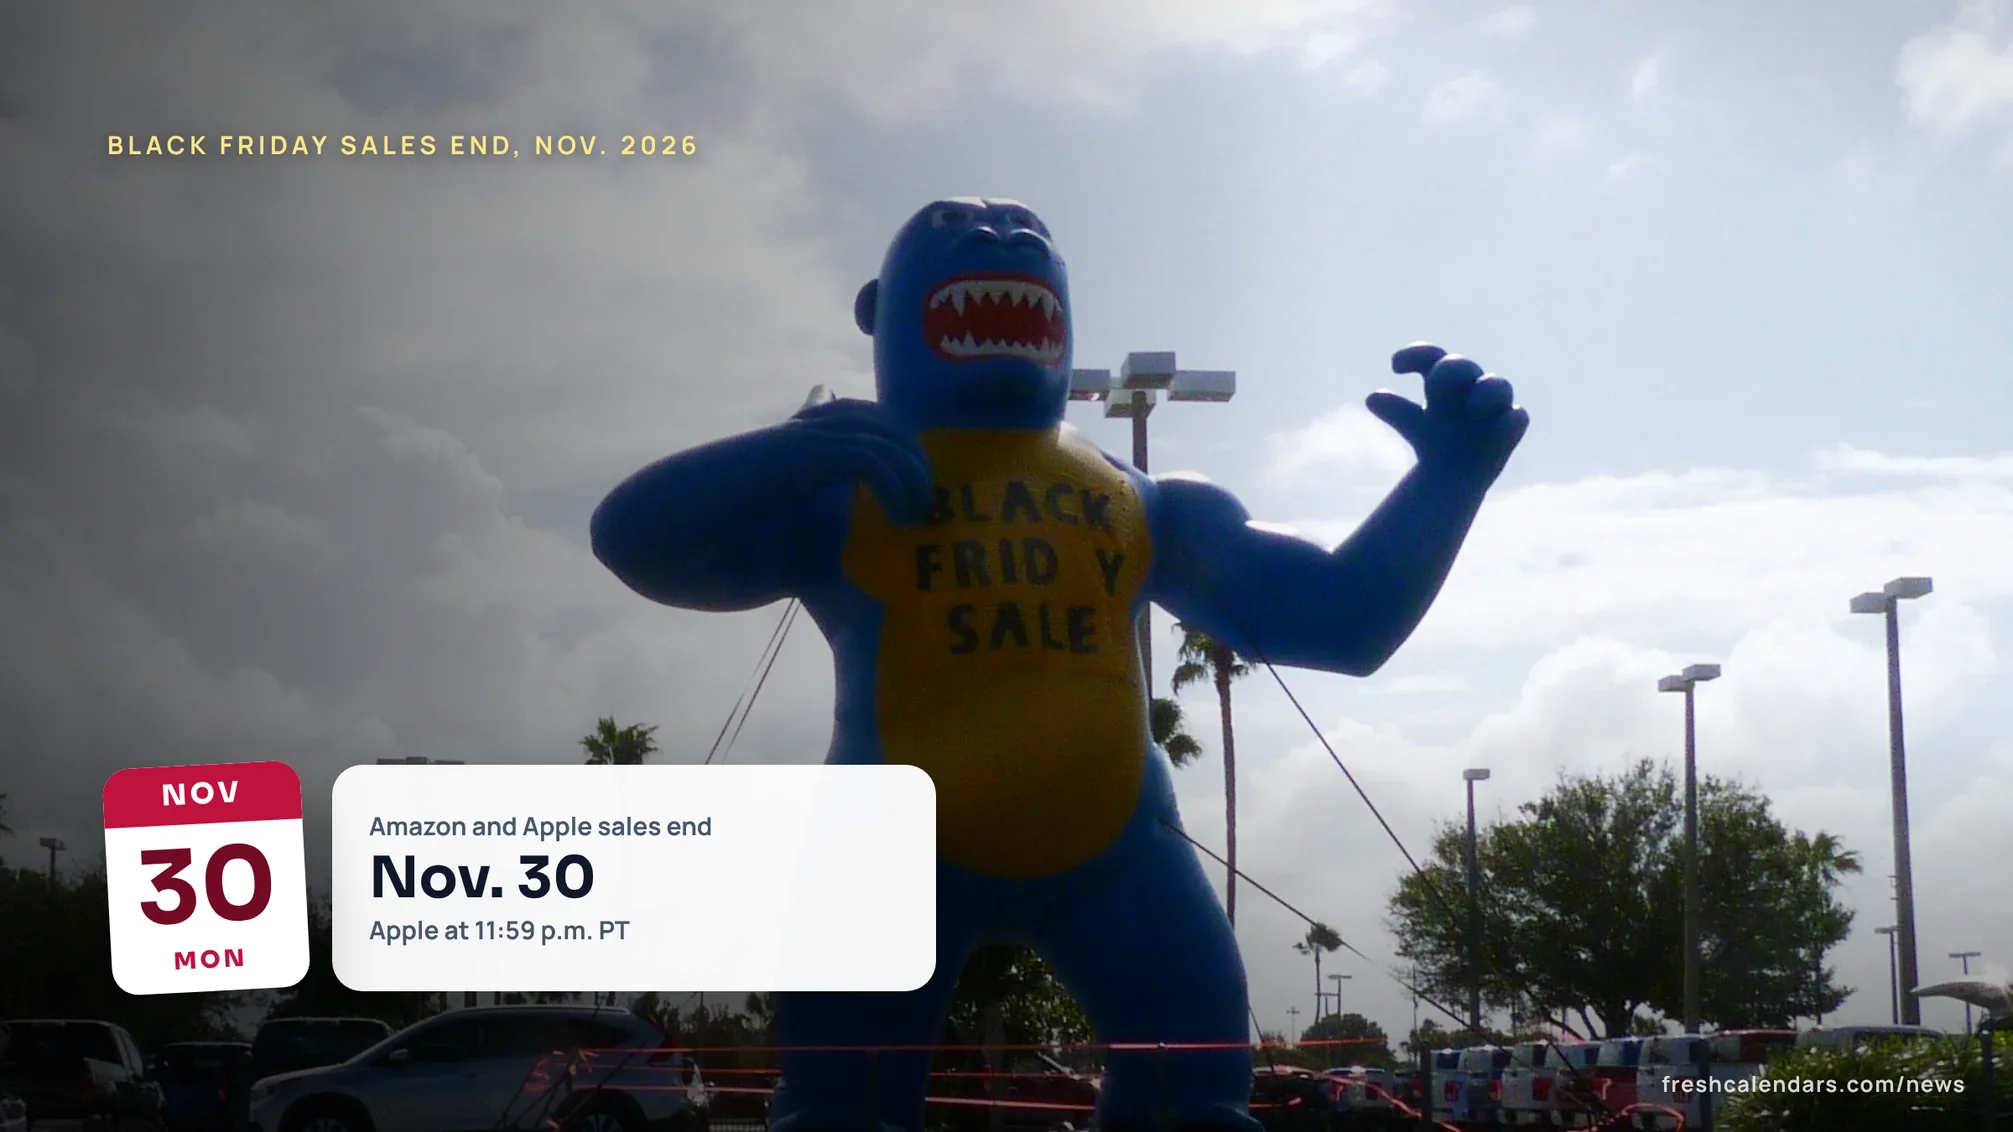 BLACK FRIDAY SALES END, NOV. 2026
BLACK
FRID Y
SALE
NOV
30
MON
Amazon and Apple sales end
Nov. 30
Apple at 11:59 p.m. PT
freshcalendars.com/news